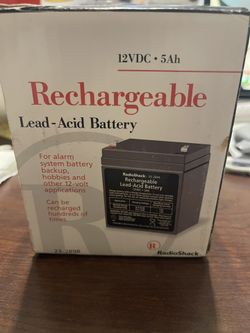 12VDC • 5Ah
Rechargeable
Lead-Acid Battery
For alarm
system battery
backup,
hobbies and
other 12-volt
applications
Can be
recharged
hundreds of
times
RadioShack
Rechargeable
Lead-Acid Battery
R
RadioShack